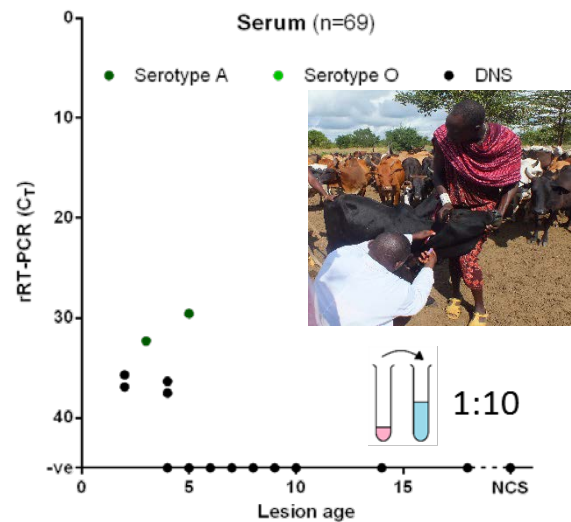 Serum (n=69)
Serotype A
Serotype O
DNS
rRT-PCR (CT)
0
10
20
30
40
-ve
1:10
0
5
10
15
NCS
Lesion age